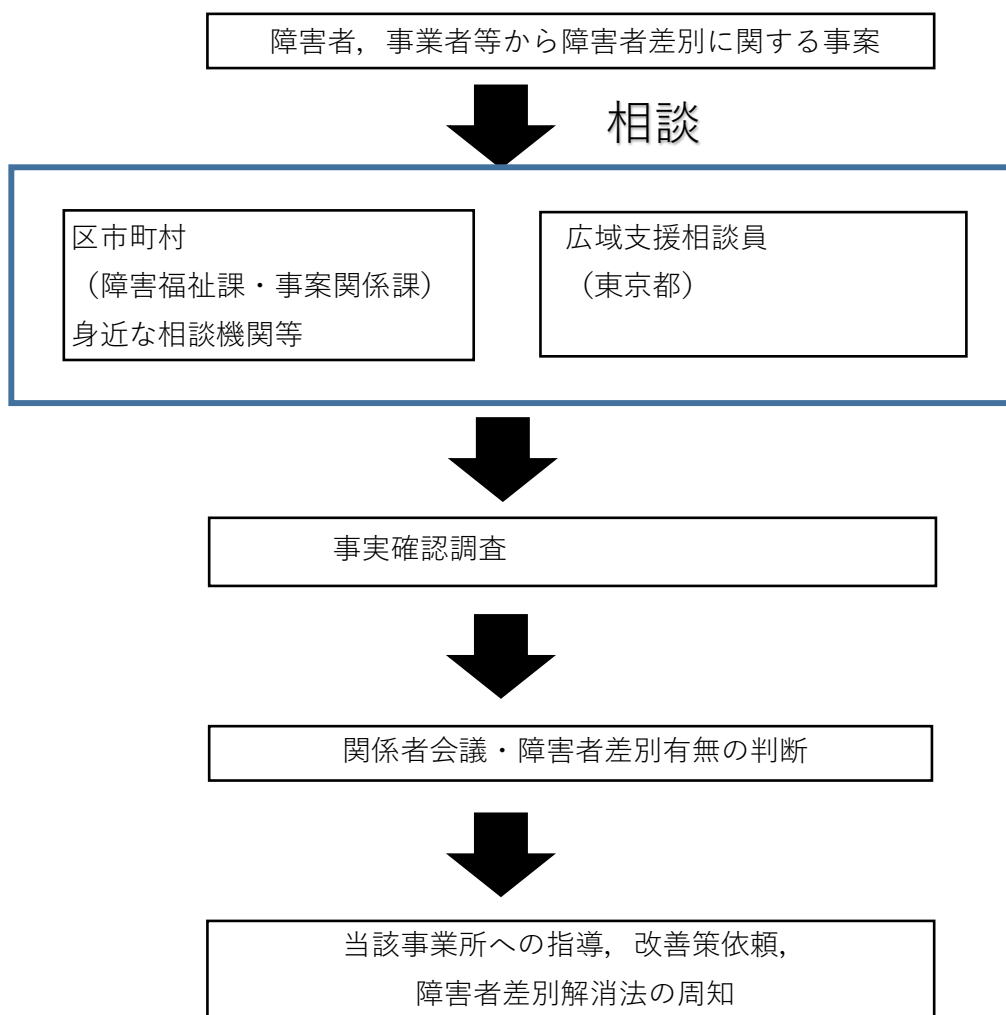 障害者，事業者等から障害者差別に関する事案
相談
区市町村
（障害福祉課・事案関係課）
身近な相談機関等
広域支援相談員
（東京都）
事実確認調査
関係者会議・障害者差別有無の判断
当該事業所への指導，改善策依頼，
障害者差別解消法の周知